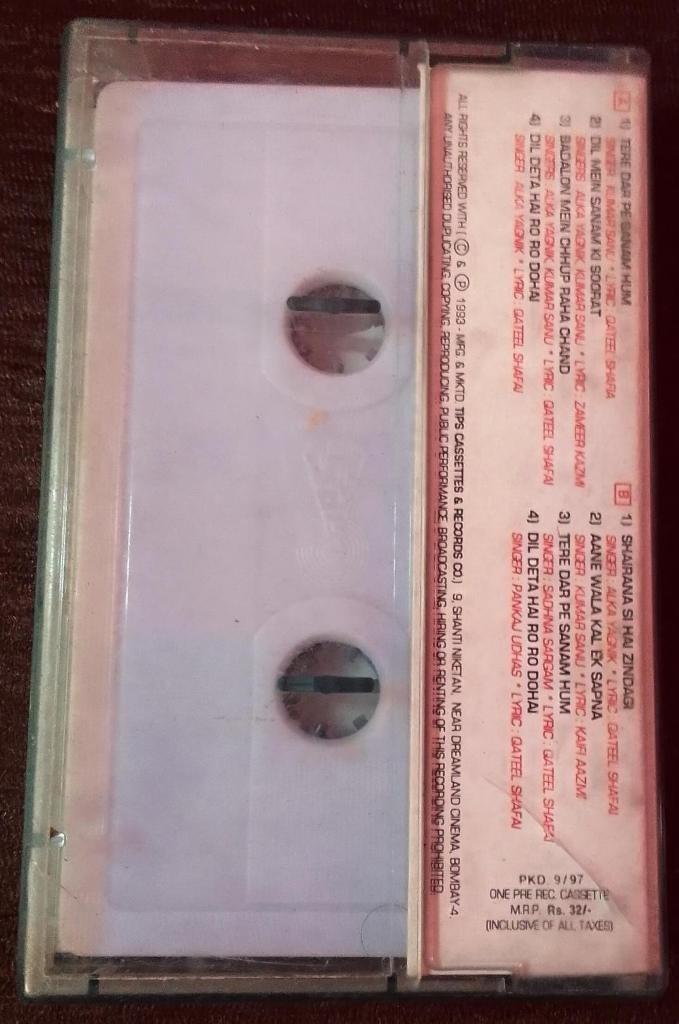 A
1) TERE DAR PE SANAM HUM
SINGER : KUMAR SANU * LYRIC : QATEEL SHAFIA
2) DIL MEIN SANAM KI SOORAT
SINGERS : ALKA YAGNIK, KUMAR SANU * LYRIC : ZAMEER KAZMI
3) BADALON MEIN CHHUP RAHA CHAND
SINGERS : ALKA YAGNIK, KUMAR SANU * LYRIC : QATEEL SHAFAI
4) DIL DETA HAI RO RO DOHAI
SINGER : ALKA YAGNIK * LYRIC : QATEEL SHAFAI
B
1) SHAIRANA SI HAI ZINDAGI
SINGER : ALKA YAGNIK * LYRIC : QATEEL SHAFAI
2) AANE WALA KAL EK SAPNA
SINGER : KUMAR SANU * LYRIC : KAIFI AAZMI
3) TERE DAR PE SANAM HUM
SINGER : SADHNA SARGAM * LYRIC : QATEEL SHAFAI
4) DIL DETA HAI RO RO DOHAI
SINGER : PANKAJ UDHAS * LYRIC : QATEEL SHAFAI
PKD. 9/97
ONE PRE REC. CASSETTE
M.R.P. Rs. 32/-
(INCLUSIVE OF ALL TAXES)
ALL RIGHTS RESERVED WITH ( © & ℗ 1993 - MFG. & MKTD. TIPS CASSETTES & RECORDS CO.) 9, SHANTI NIKETAN, NEAR DREAMLAND CINEMA, BOMBAY-4.
ANY UNAUTHORISED DUPLICATING, COPYING, REPRODUCING, PUBLIC PERFORMANCE, BROADCASTING, HIRING OR RENTING OF THIS RECORDING PROHIBITED.